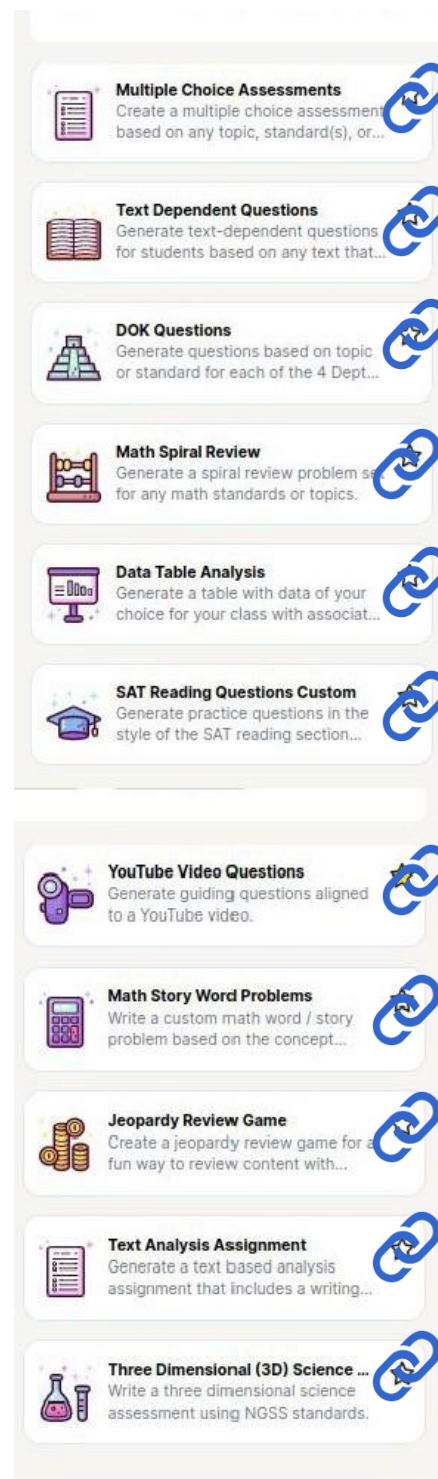 Multiple Choice Assessments
Create a multiple choice assessment
based on any topic, standard(s), or...
Text Dependent Questions
Generate text-dependent questions
for students based on any text that...
DOK Questions
Generate questions based on topic
or standard for each of the 4 Dept...
Math Spiral Review
Generate a spiral review problem set
for any math standards or topics.
Data Table Analysis
Generate a table with data of your
choice for your class with associat...
SAT Reading Questions Custom
Generate practice questions in the
style of the SAT reading section...
YouTube Video Questions
Generate guiding questions aligned
to a YouTube video.
Math Story Word Problems
Write a custom math word / story
problem based on the concept...
Jeopardy Review Game
Create a jeopardy review game for a
fun way to review content with...
Text Analysis Assignment
Generate a text based analysis
assignment that includes a writing...
Three Dimensional (3D) Science ...
Write a three dimensional science
assessment using NGSS standards.